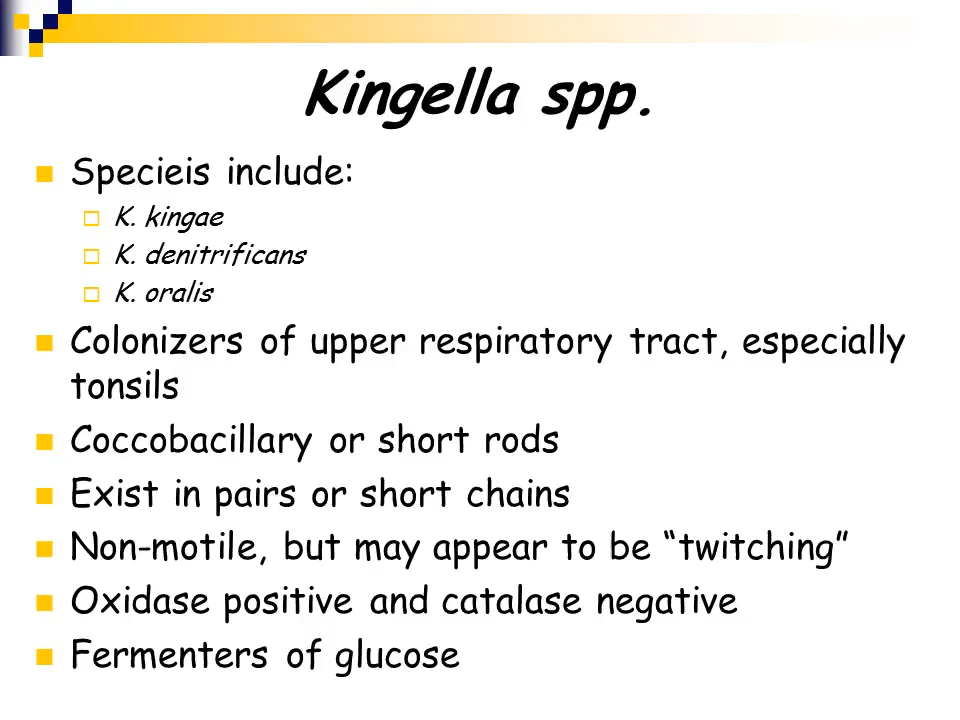 Kingella spp.
Specieis include:
K. kingae
K. denitrificans
K. oralis
Colonizers of upper respiratory tract, especially
tonsils
Coccobacillary or short rods
Exist in pairs or short chains
Non-motile, but may appear to be “twitching”
Oxidase positive and catalase negative
Fermenters of glucose